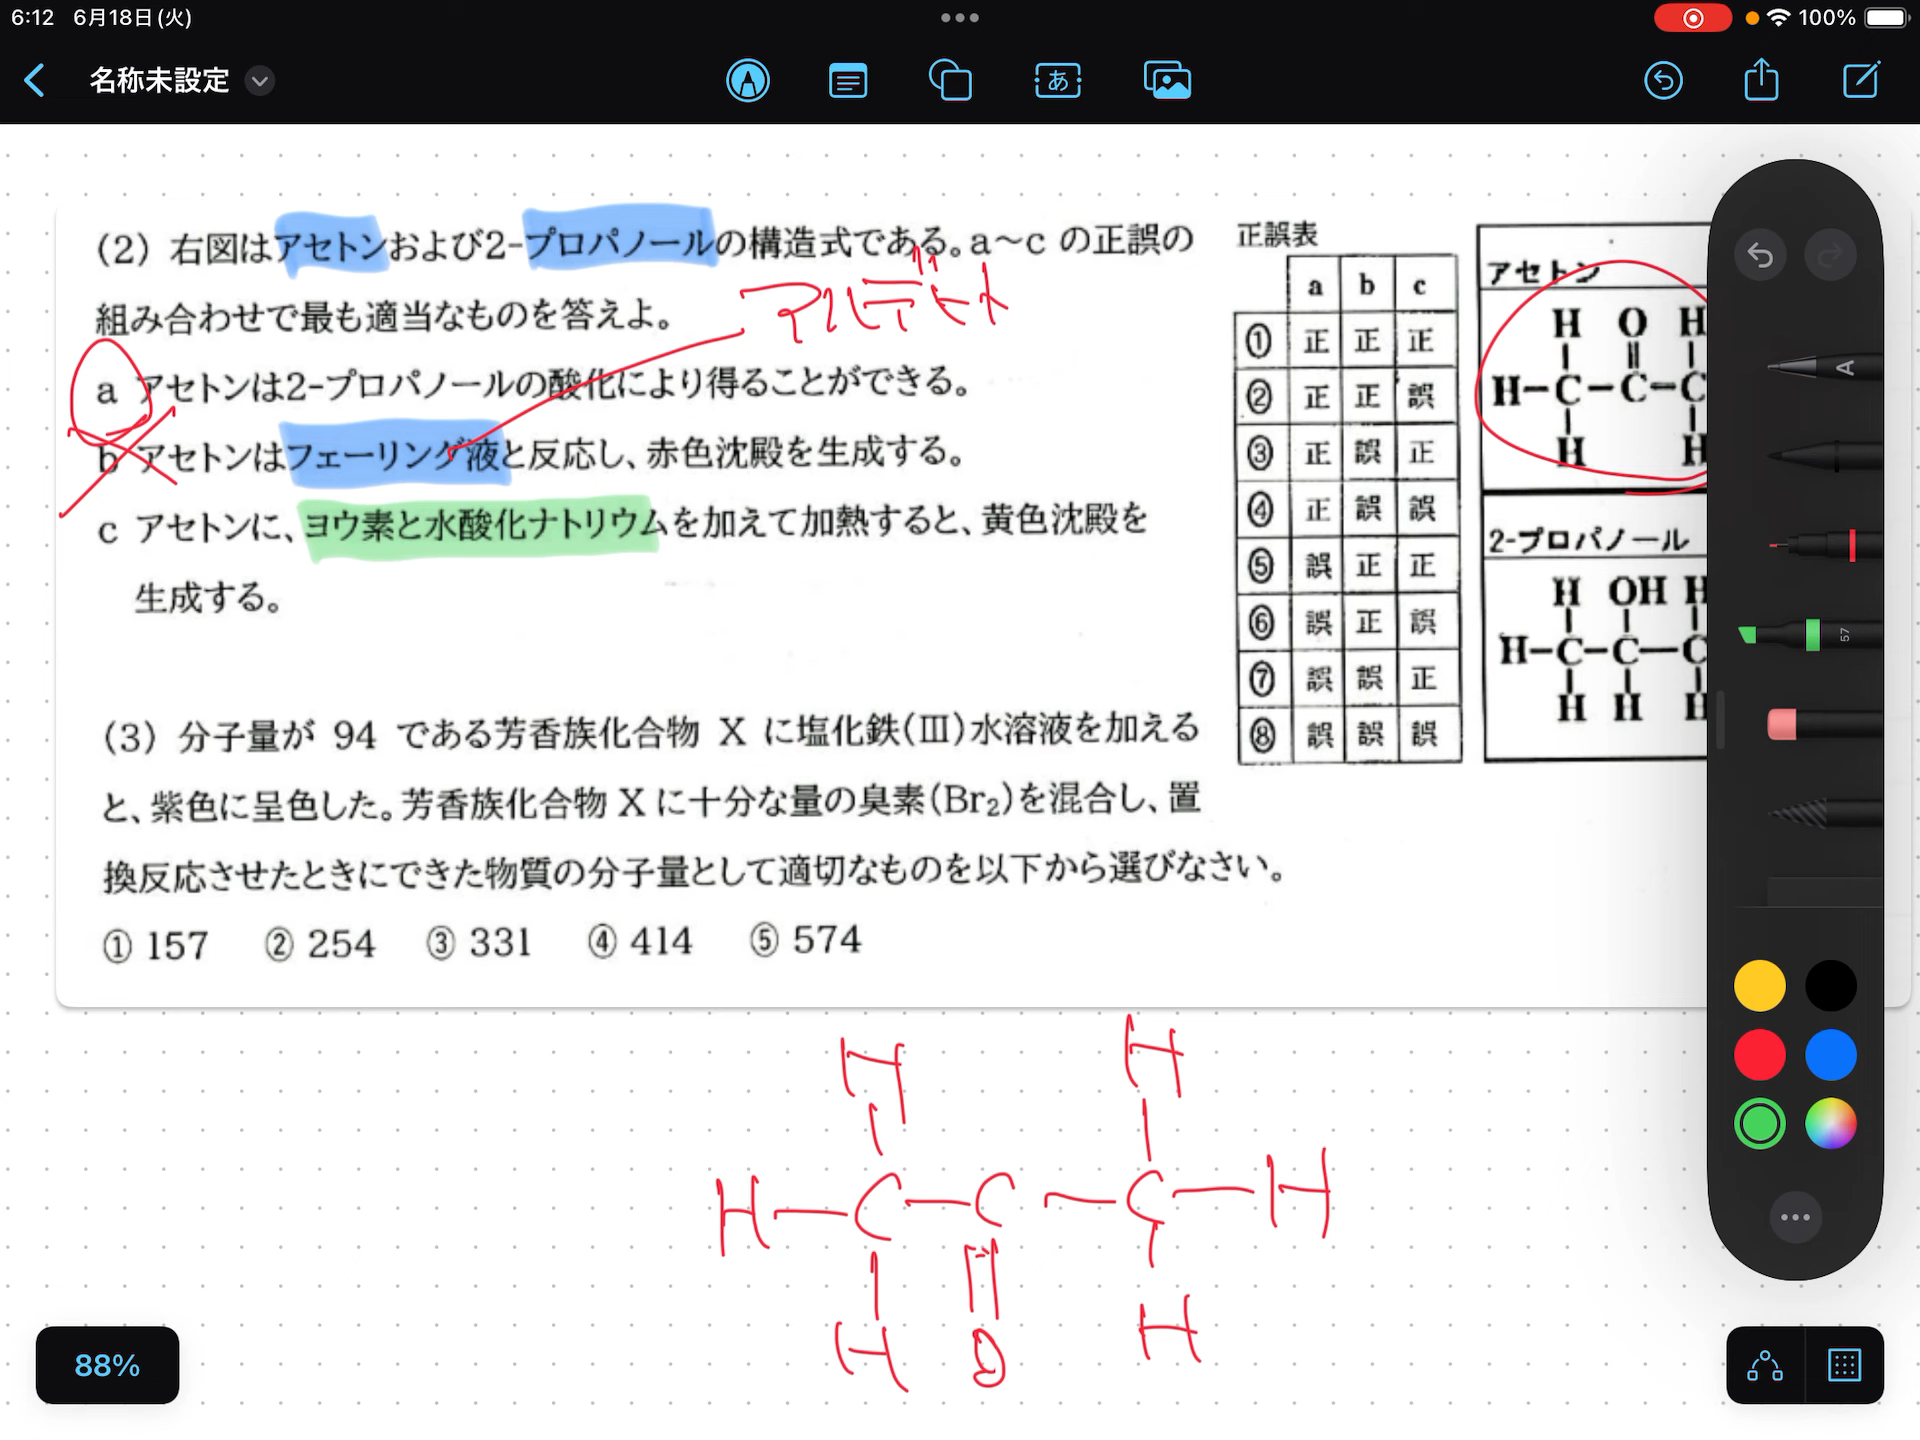 6:12 6月18日(火)
100%
名称未設定
(2) 右図はアセトンおよび2-プロパノールの構造式である。a～c の正誤の
組み合わせで最も適当なものを答えよ。
アルデヒト
a アセトンは2-プロパノールの酸化により得ることができる。
b アセトンはフェーリング液と反応し、赤色沈殿を生成する。
c アセトンに、ヨウ素と水酸化ナトリウムを加えて加熱すると、黄色沈殿を
生成する。
正誤表
a b c
① 正 正 正
② 正 正 誤
③ 正 誤 正
④ 正 誤 誤
⑤ 誤 正 正
⑥ 誤 正 誤
⑦ 誤 誤 正
⑧ 誤 誤 誤
アセトン
H O H
H-C-C-C
H H
2-プロパノール
H OH H
H-C-C-C
H H H
(3) 分子量が 94 である芳香族化合物 X に塩化鉄(Ⅲ)水溶液を加える
と、紫色に呈色した。芳香族化合物 X に十分な量の臭素(Br₂)を混合し、置
換反応させたときにできた物質の分子量として適切なものを以下から選びなさい。
① 157 ② 254 ③ 331 ④ 414 ⑤ 574
H H
H-C-C-C-H
H O H
88%
A
57
あ